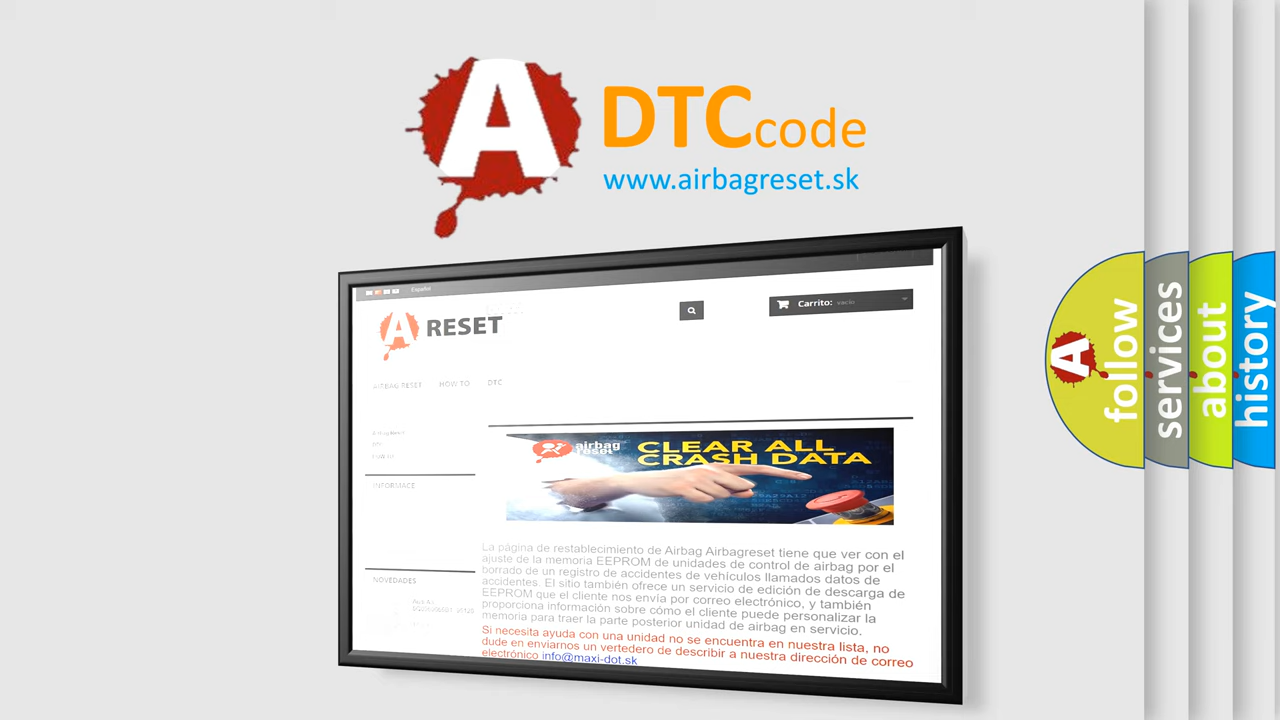 A
DTC code
www.airbagreset.sk
Español
A RESET
Carrito: vacío
AIRBAG RESET HOW TO DTC
airbag
reset
CLEAR ALL
CRASH DATA
INFORMACE
La página de restablecimiento de Airbag Airbagreset tiene que ver con el
ajuste de la memoria EEPROM de unidades de control de airbag por el
borrado de un registro de accidentes de vehículos llamados datos de
accidentes. El sitio también ofrece un servicio de edición de descarga de
EEPROM que el cliente nos envía por correo electrónico, y también
proporciona información sobre cómo el cliente puede personalizar la
memoria para traer la parte posterior unidad de airbag en servicio.
Si necesita ayuda con una unidad no se encuentra en nuestra lista, no
dude en enviarnos un vertedero de describir a nuestra dirección de correo
electrónico info@maxi-dot.sk
NOVEDADES
A
follow
services
about
history